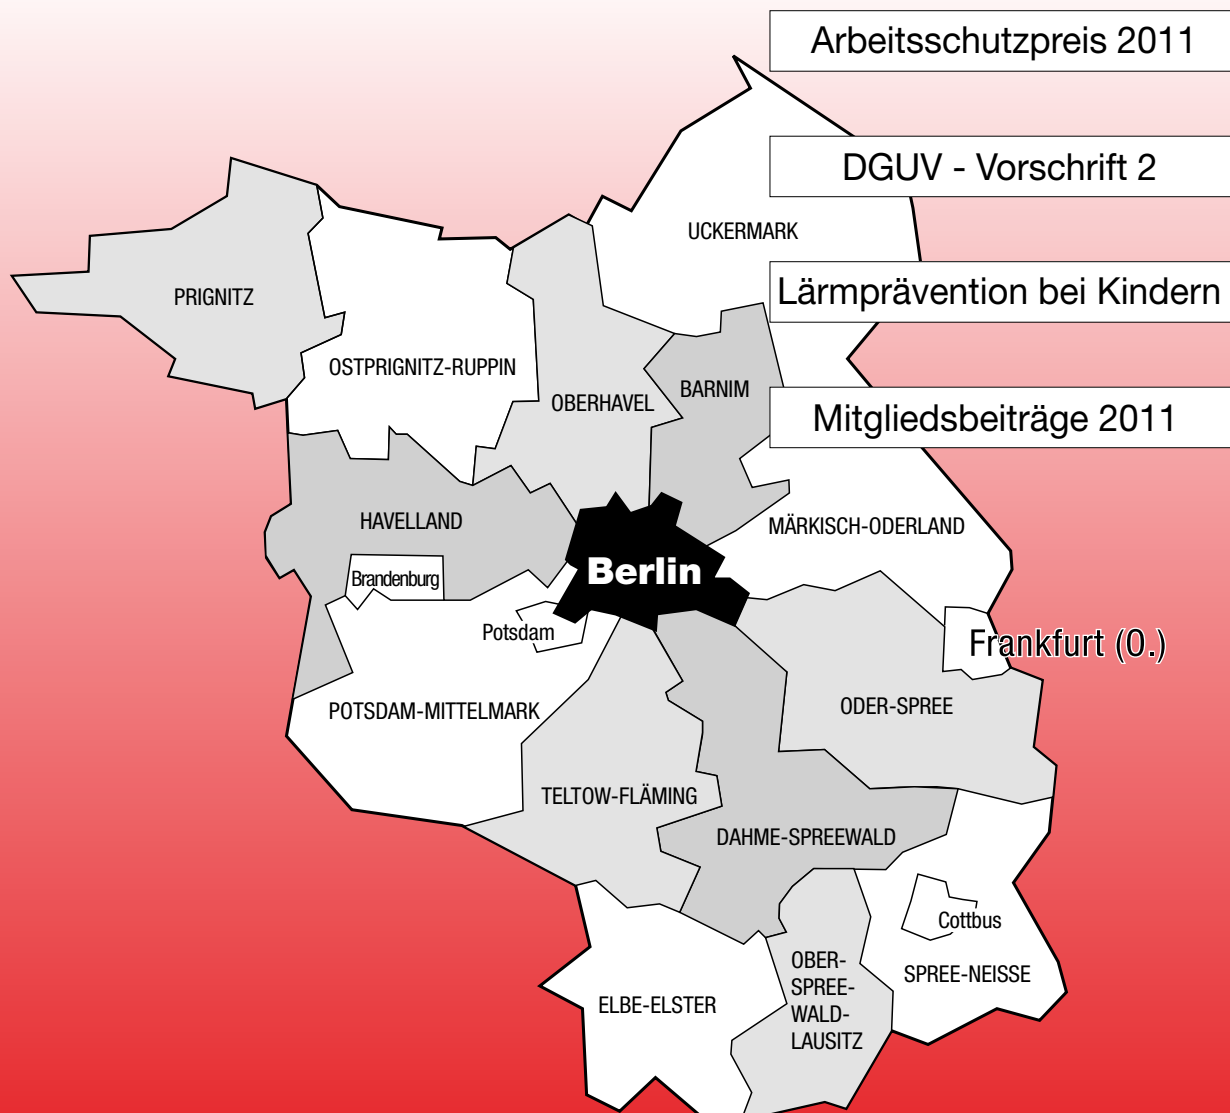 Arbeitsschutzpreis 2011
DGUV - Vorschrift 2
UCKERMARK
Lärmprävention bei Kindern
PRIGNITZ
OSTPRIGNITZ-RUPPIN
OBERHAVEL
BARNIM
Mitgliedsbeiträge 2011
HAVELLAND
MÄRKISCH-ODERLAND
Berlin
Brandenburg
Potsdam
Frankfurt (O.)
POTSDAM-MITTELMARK
ODER-SPREE
TELTOW-FLÄMING
DAHME-SPREEWALD
Cottbus
OBER-
SPREE-
WALD-
LAUSITZ
SPREE-NEISSE
ELBE-ELSTER